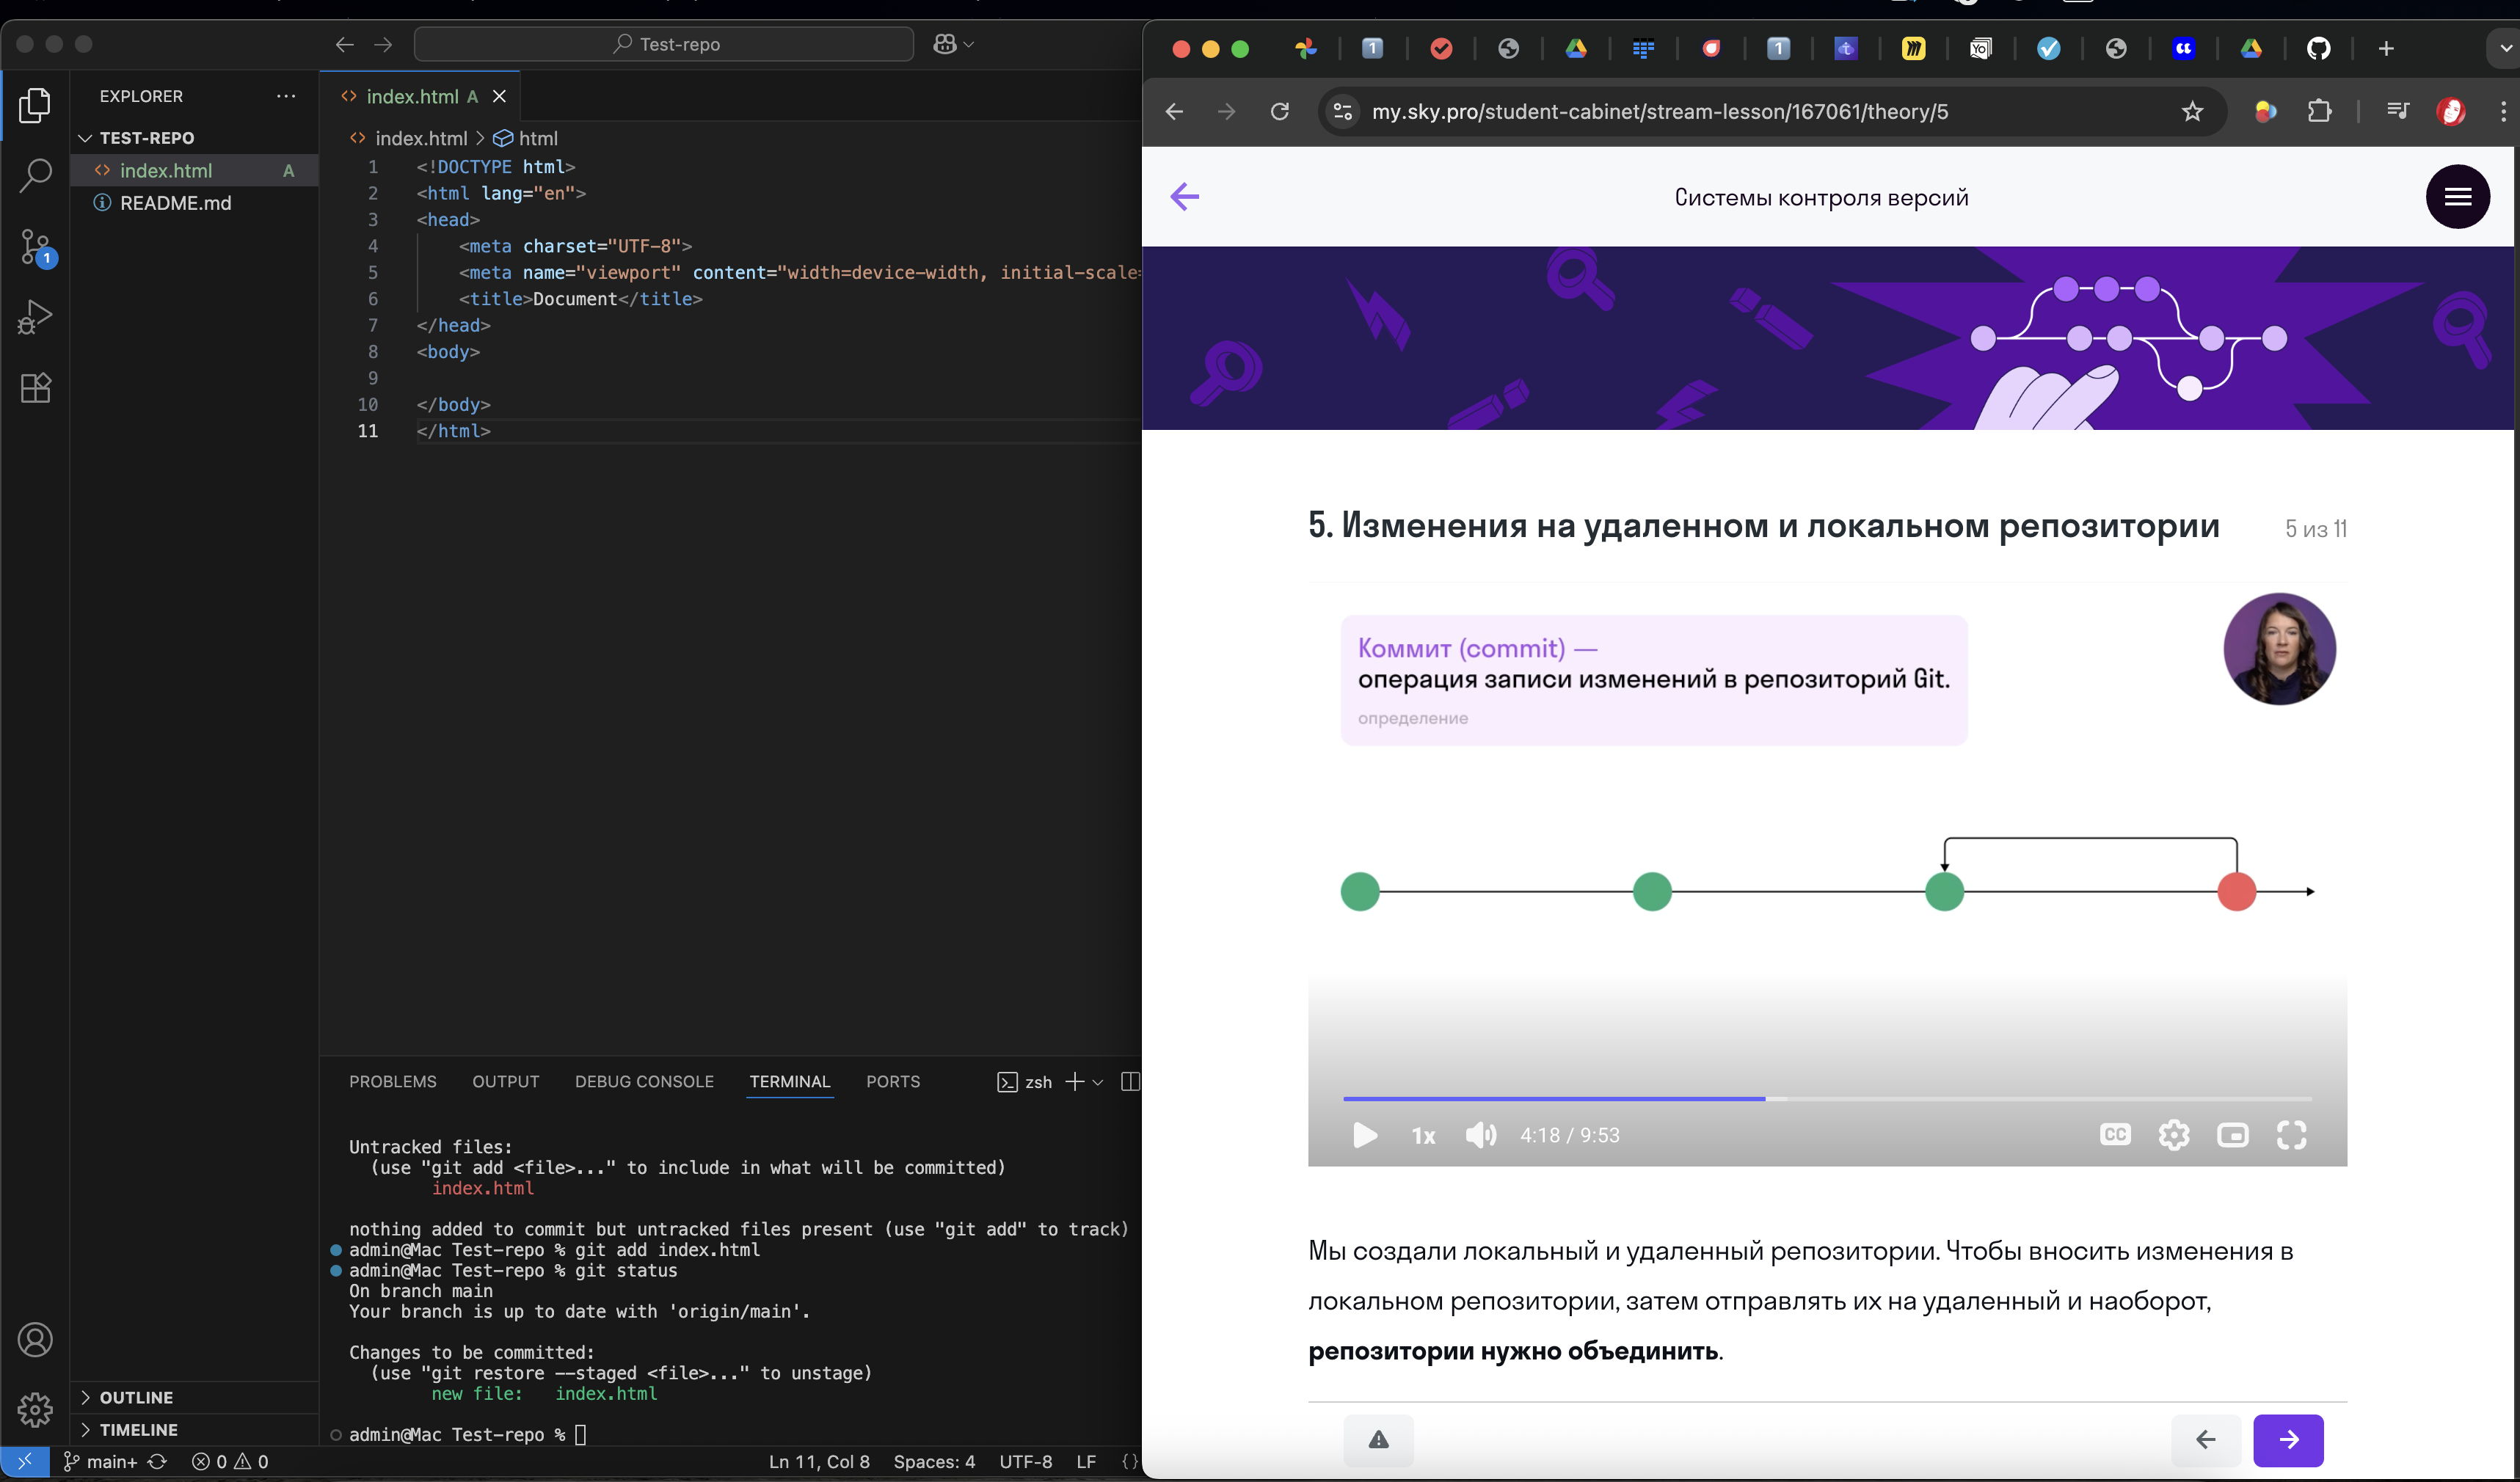 Test-repo
EXPLORER
TEST-REPO
index.html A
README.md
1
OUTLINE
TIMELINE
index.html A
index.html > html
1 <!DOCTYPE html>
2 <html lang="en">
3 <head>
4 <meta charset="UTF-8">
5 <meta name="viewport" content="width=device-width, initial-scale=
6 <title>Document</title>
7 </head>
8 <body>
9
10 </body>
11 </html>
PROBLEMS OUTPUT DEBUG CONSOLE TERMINAL PORTS zsh
Untracked files:
(use "git add <file>..." to include in what will be committed)
index.html
nothing added to commit but untracked files present (use "git add" to track)
admin@Mac Test-repo % git add index.html
admin@Mac Test-repo % git status
On branch main
Your branch is up to date with 'origin/main'.
Changes to be committed:
(use "git restore --staged <file>..." to unstage)
new file: index.html
admin@Mac Test-repo %
main+ 0 0 Ln 11, Col 8 Spaces: 4 UTF-8 LF {}
my.sky.pro/student-cabinet/stream-lesson/167061/theory/5
Системы контроля версий
5. Изменения на удаленном и локальном репозитории
5 из 11
Коммит (commit) —
операция записи изменений в репозиторий Git.
определение
1x 4:18 / 9:53 CC
Мы создали локальный и удаленный репозитории. Чтобы вносить изменения в
локальном репозитории, затем отправлять их на удаленный и наоборот,
репозитории нужно объединить.